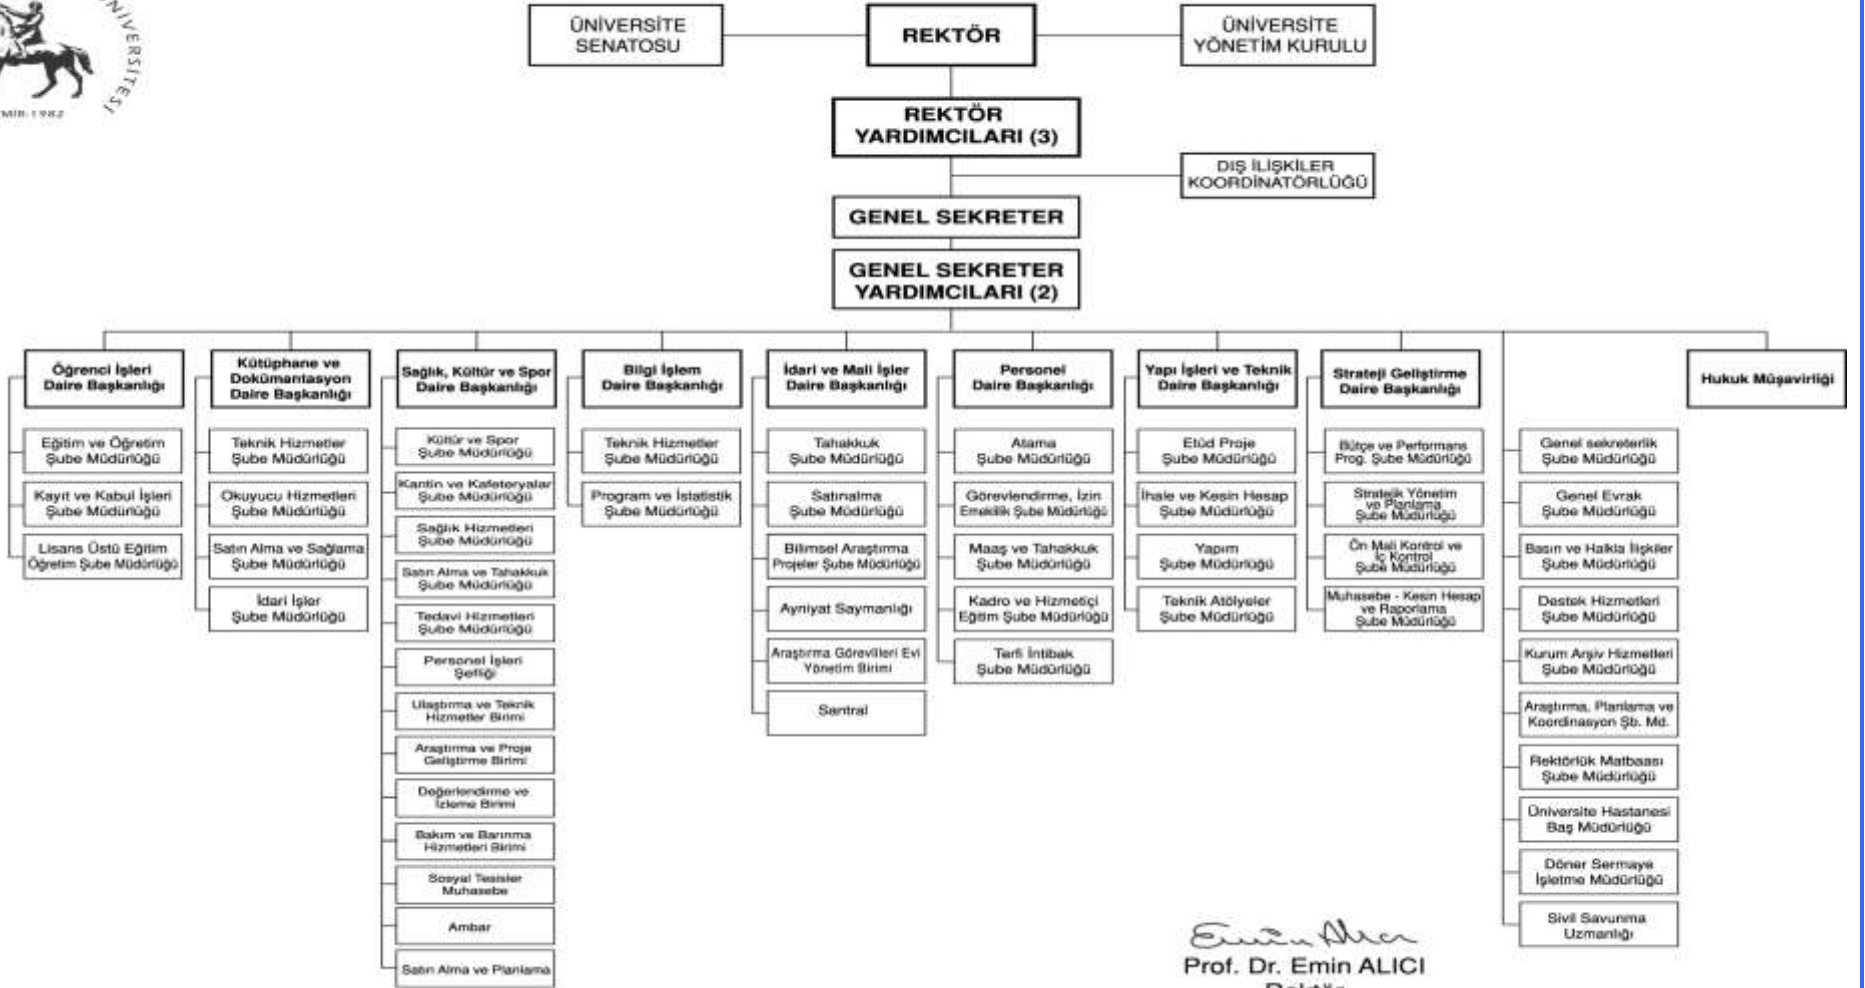 ÜNİVERSİTESİ
ÜNİVERSİTE
SENATOSU
REKTÖR
ÜNİVERSİTE
YÖNETİM KURULU
REKTÖR
YARDIMCILARI (3)
DIŞ İLİŞKİLER
KOORDİNATÖRLÜĞÜ
GENEL SEKRETER
GENEL SEKRETER
YARDIMCILARI (2)
Öğrenci İşleri
Daire Başkanlığı
Eğitim ve Öğretim
Şube Müdürlüğü
Kayıt ve Kabul İşleri
Şube Müdürlüğü
Lisans Üstü Eğitim
Öğretim Şube Müdürlüğü
Kütüphane ve
Dokümantasyon
Daire Başkanlığı
Teknik Hizmetler
Şube Müdürlüğü
Okuyucu Hizmetleri
Şube Müdürlüğü
Satın Alma ve Sağlama
Şube Müdürlüğü
İdari İşler
Şube Müdürlüğü
Sağlık, Kültür ve Spor
Daire Başkanlığı
Kültür ve Spor
Şube Müdürlüğü
Kantin ve Kafeteryalar
Şube Müdürlüğü
Sağlık Hizmetleri
Şube Müdürlüğü
Satın Alma ve Tahakkuk
Şube Müdürlüğü
Tedavi Hizmetleri
Şube Müdürlüğü
Personel İşleri
Şefliği
Ulaştırma ve Teknik
Hizmetler Birimi
Araştırma ve Proje
Geliştirme Birimi
Değerlendirme ve
İzleme Birimi
Bakım ve Barınma
Hizmetleri Birimi
Sosyal Tesisler
Muhasebe
Ambar
Satın Alma ve Planlama
Bilgi İşlem
Daire Başkanlığı
Teknik Hizmetler
Şube Müdürlüğü
Program ve İstatistik
Şube Müdürlüğü
İdari ve Mali İşler
Daire Başkanlığı
Tahakkuk
Şube Müdürlüğü
Satınalma
Şube Müdürlüğü
Bilimsel Araştırma
Projeler Şube Müdürlüğü
Ayniyat Saymanlığı
Araştırma Görevlileri Evi
Yönetim Birimi
Santral
Personel
Daire Başkanlığı
Atama
Şube Müdürlüğü
Görevlendirme, İzin
Emeklilik Şube Müdürlüğü
Maaş ve Tahakkuk
Şube Müdürlüğü
Kadro ve Hizmetiçi
Eğitim Şube Müdürlüğü
Terfi İntibak
Şube Müdürlüğü
Yapı İşleri ve Teknik
Daire Başkanlığı
Etüd Proje
Şube Müdürlüğü
İhale ve Kesin Hesap
Şube Müdürlüğü
Yapım
Şube Müdürlüğü
Teknik Atölyeler
Şube Müdürlüğü
Strateji Geliştirme
Daire Başkanlığı
Bütçe ve Performans
Prog. Şube Müdürlüğü
Stratejik Yönetim
ve Planlama
Şube Müdürlüğü
Ön Mali Kontrol ve
İç Kontrol
Şube Müdürlüğü
Muhasebe - Kesin Hesap
ve Raporlama
Şube Müdürlüğü
Genel sekreterlik
Şube Müdürlüğü
Genel Evrak
Şube Müdürlüğü
Basın ve Halkla İlişkiler
Şube Müdürlüğü
Destek Hizmetleri
Şube Müdürlüğü
Kurum Arşiv Hizmetleri
Şube Müdürlüğü
Araştırma, Planlama ve
Koordinasyon Şb. Md.
Rektörlük Matbaası
Şube Müdürlüğü
Üniversite Hastanesi
Baş Müdürlüğü
Döner Sermaye
İşletme Müdürlüğü
Sivil Savunma
Uzmanlığı
Hukuk Müşavirliği
Emin Alıcı
Prof. Dr. Emin ALICI
Rektör